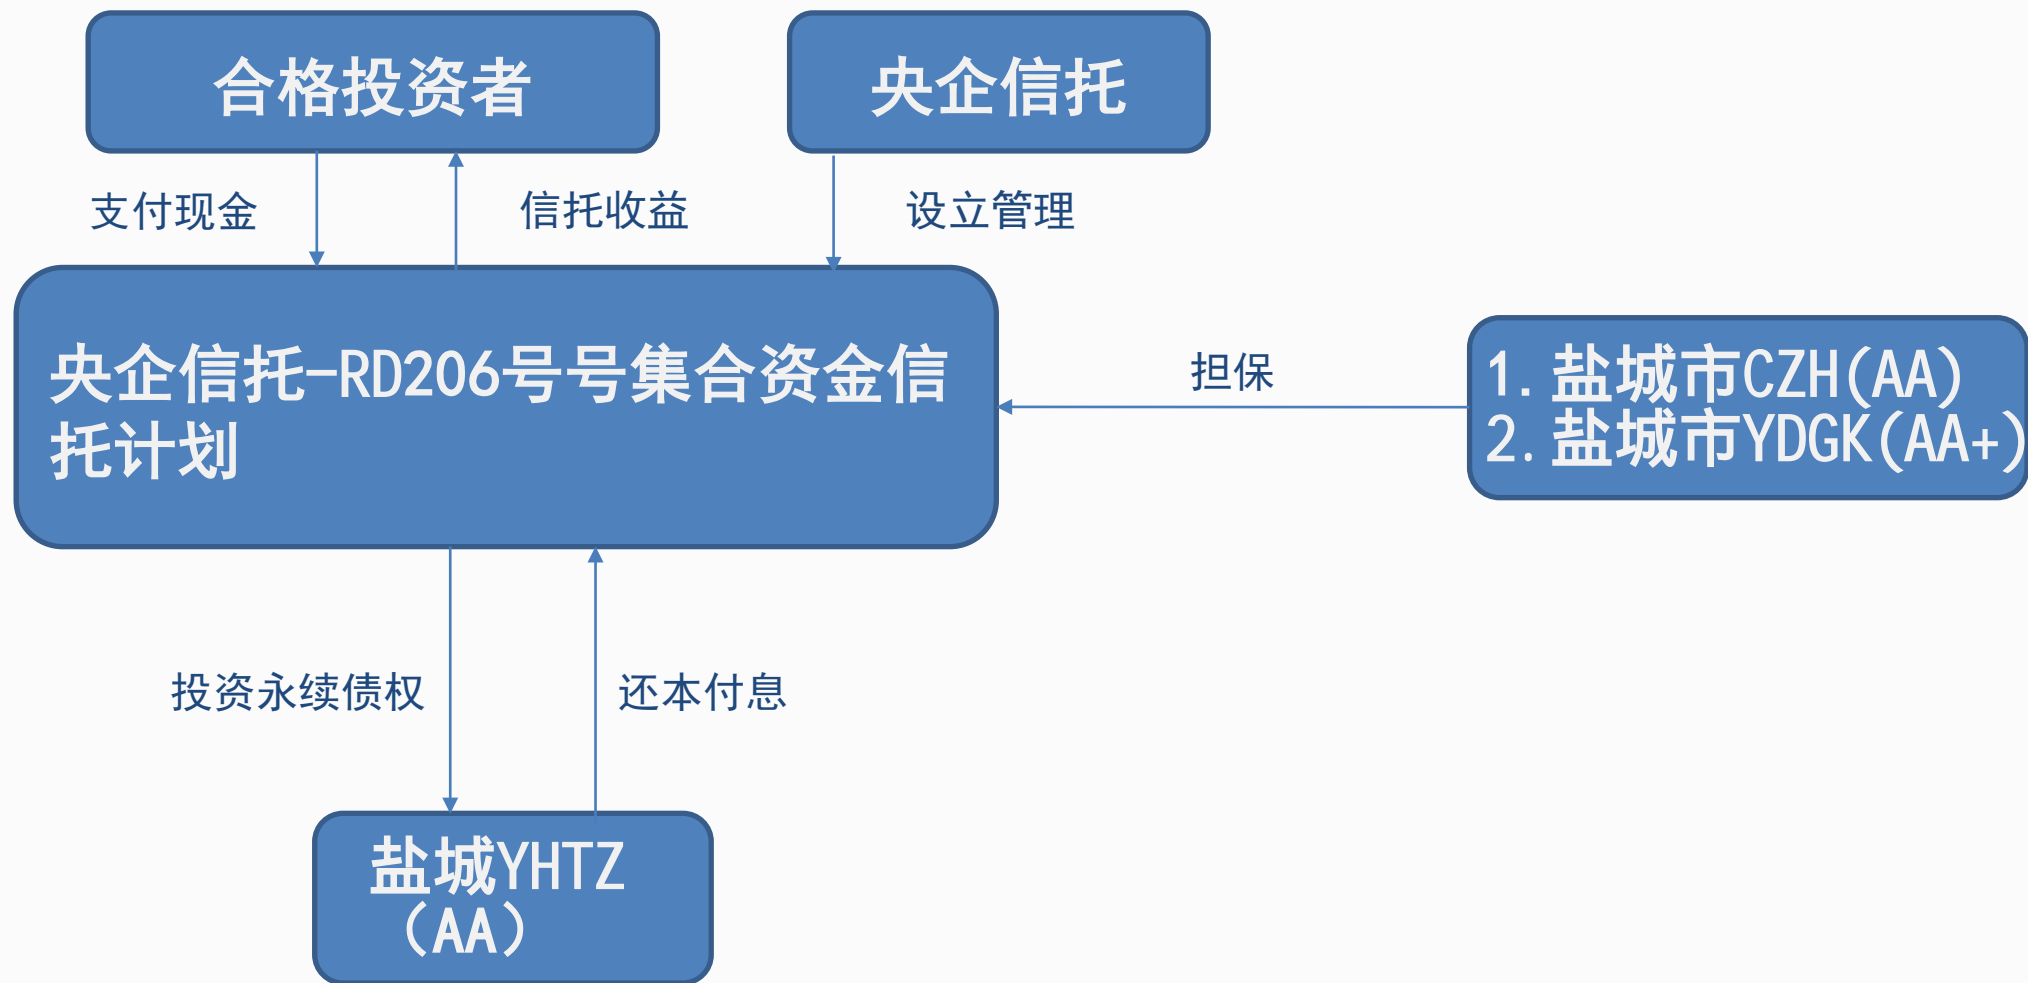 合格投资者
央企信托
支付现金
信托收益
设立管理
央企信托-RD206号号集合资金信
托计划
担保
1.盐城市CZH(AA)
2.盐城市YDGK(AA+)
投资永续债权
还本付息
盐城YHTZ
（AA）